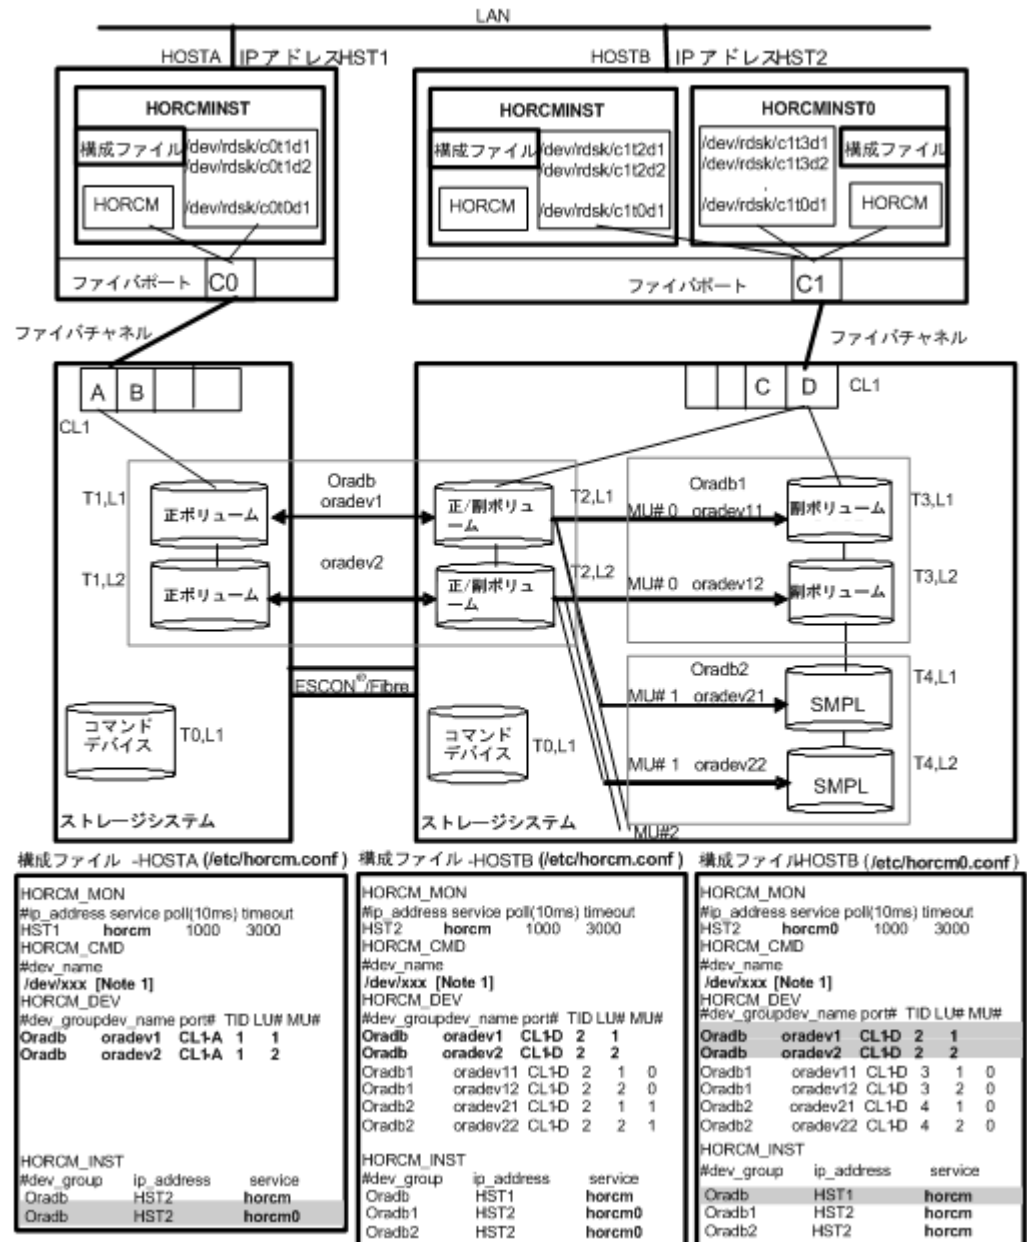 LAN
HOSTA IPアドレスHST1
HOSTB IPアドレスHST2
HORCMINST
構成ファイル
/dev/rdsk/c0t1d1
/dev/rdsk/c0t1d2
HORCM
/dev/rdsk/c0t0d1
ファイバポート C0
HORCMINST
構成ファイル
/dev/rdsk/c1t2d1
/dev/rdsk/c1t2d2
HORCM
/dev/rdsk/c1t0d1
HORCMINST0
/dev/rdsk/c1t3d1
/dev/rdsk/c1t3d2
構成ファイル
/dev/rdsk/c1t0d1
HORCM
ファイバポート C1
ファイバチャネル
ファイバチャネル
A B
CL1
C D CL1
T1,L1
正ボリューム
Oradb
oradev1
正/副ボリュ
ーム
T2,L1
Oradb1
MU# 0 oradev11
副ボリューム
T3,L1
T1,L2
正ボリューム
oradev2
正/副ボリュ
ーム
T2,L2
MU# 0 oradev12
副ボリューム
T3,L2
ESCON®/Fibre
Oradb2
MU# 1 oradev21
SMPL
T4,L1
MU# 1 oradev22
SMPL
T4,L2
MU#2
コマンド
デバイス
T0,L1
コマンド
デバイス
T0,L1
ストレージシステム
ストレージシステム
構成ファイル -HOSTA (/etc/horcm.conf)
HORCM_MON
#ip_address service poll(10ms) timeout
HST1 horcm 1000 3000
HORCM_CMD
#dev_name
/dev/xxx [Note 1]
HORCM_DEV
#dev_groupdev_name port# TID LU# MU#
Oradb oradev1 CL1-A 1 1
Oradb oradev2 CL1-A 1 2
HORCM_INST
#dev_group ip_address service
Oradb HST2 horcm
Oradb HST2 horcm0
構成ファイル -HOSTB (/etc/horcm.conf)
HORCM_MON
#ip_address service poll(10ms) timeout
HST2 horcm 1000 3000
HORCM_CMD
#dev_name
/dev/xxx [Note 1]
HORCM_DEV
#dev_groupdev_name port# TID LU# MU#
Oradb oradev1 CL1-D 2 1
Oradb oradev2 CL1-D 2 2
Oradb1 oradev11 CL1-D 2 1 0
Oradb1 oradev12 CL1-D 2 2 0
Oradb2 oradev21 CL1-D 2 1 1
Oradb2 oradev22 CL1-D 2 2 1
HORCM_INST
#dev_group ip_address service
Oradb HST1 horcm
Oradb1 HST2 horcm0
Oradb2 HST2 horcm0
構成ファイルHOSTB (/etc/horcm0.conf)
HORCM_MON
#ip_address service poll(10ms) timeout
HST2 horcm0 1000 3000
HORCM_CMD
#dev_name
/dev/xxx [Note 1]
HORCM_DEV
#dev_groupdev_name port# TID LU# MU#
Oradb oradev1 CL1-D 2 1
Oradb oradev2 CL1-D 2 2
Oradb1 oradev11 CL1-D 3 1 0
Oradb1 oradev12 CL1-D 3 2 0
Oradb2 oradev21 CL1-D 4 1 0
Oradb2 oradev22 CL1-D 4 2 0
HORCM_INST
#dev_group ip_address service
Oradb HST1 horcm
Oradb1 HST2 horcm
Oradb2 HST2 horcm